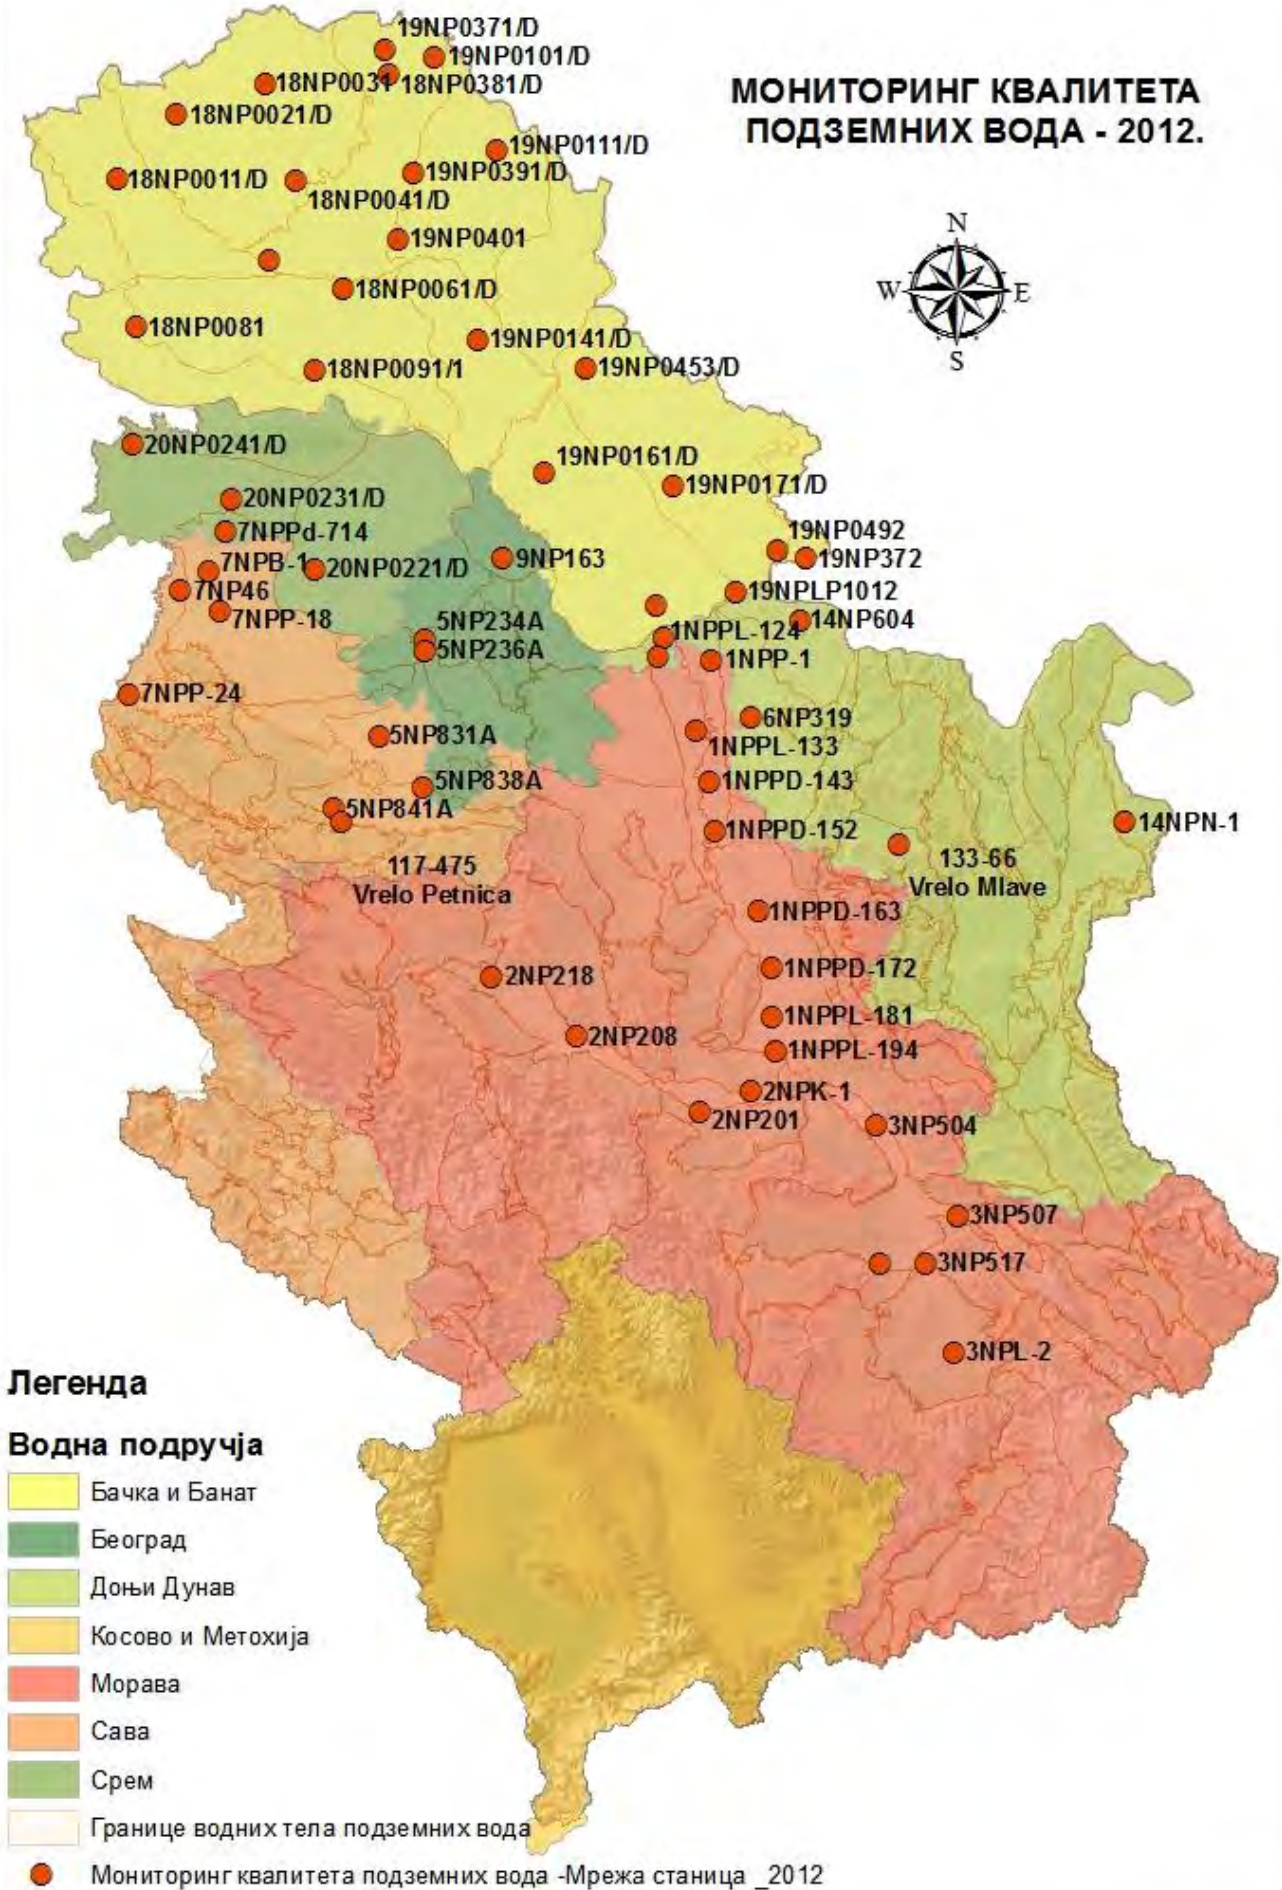 19NP0371/D
19NP0101/D
18NP0031
18NP0381/D
МОНИТОРИНГ КВАЛИТЕТА
ПОДЗЕМНИХ ВОДА - 2012.
18NP0021/D
19NP0111/D
19NP0391/D
18NP0011/D
18NP0041/D
N
W
E
S
19NP0401
18NP0061/D
18NP0081
19NP0141/D
18NP0091/1
19NP0453/D
20NP0241/D
19NP0161/D
19NP0171/D
20NP0231/D
7NPPd-714
19NP0492
19NP372
7NPB-1
20NP0221/D
9NP163
7NP46
19NPLP1012
7NPP-18
5NP234A
14NP604
1NPPL-124
5NP236A
1NPP-1
7NPP-24
6NP319
5NP831A
1NPPL-133
5NP838A
1NPPD-143
5NP841A
14NPN-1
1NPPD-152
117-475
Vrelo Petnica
133-66
Vrelo Mlave
1NPPD-163
2NP218
1NPPD-172
1NPPL-181
2NP208
1NPPL-194
2NPK-1
2NP201
3NP504
3NP507
3NP517
3NPL-2
Легенда
Водна подручја
Бачка и Банат
Београд
Доњи Дунав
Косово и Метохија
Морава
Сава
Срем
Границе водних тела подземних вода
Мониторинг квалитета подземних вода -Мрежа станица _2012